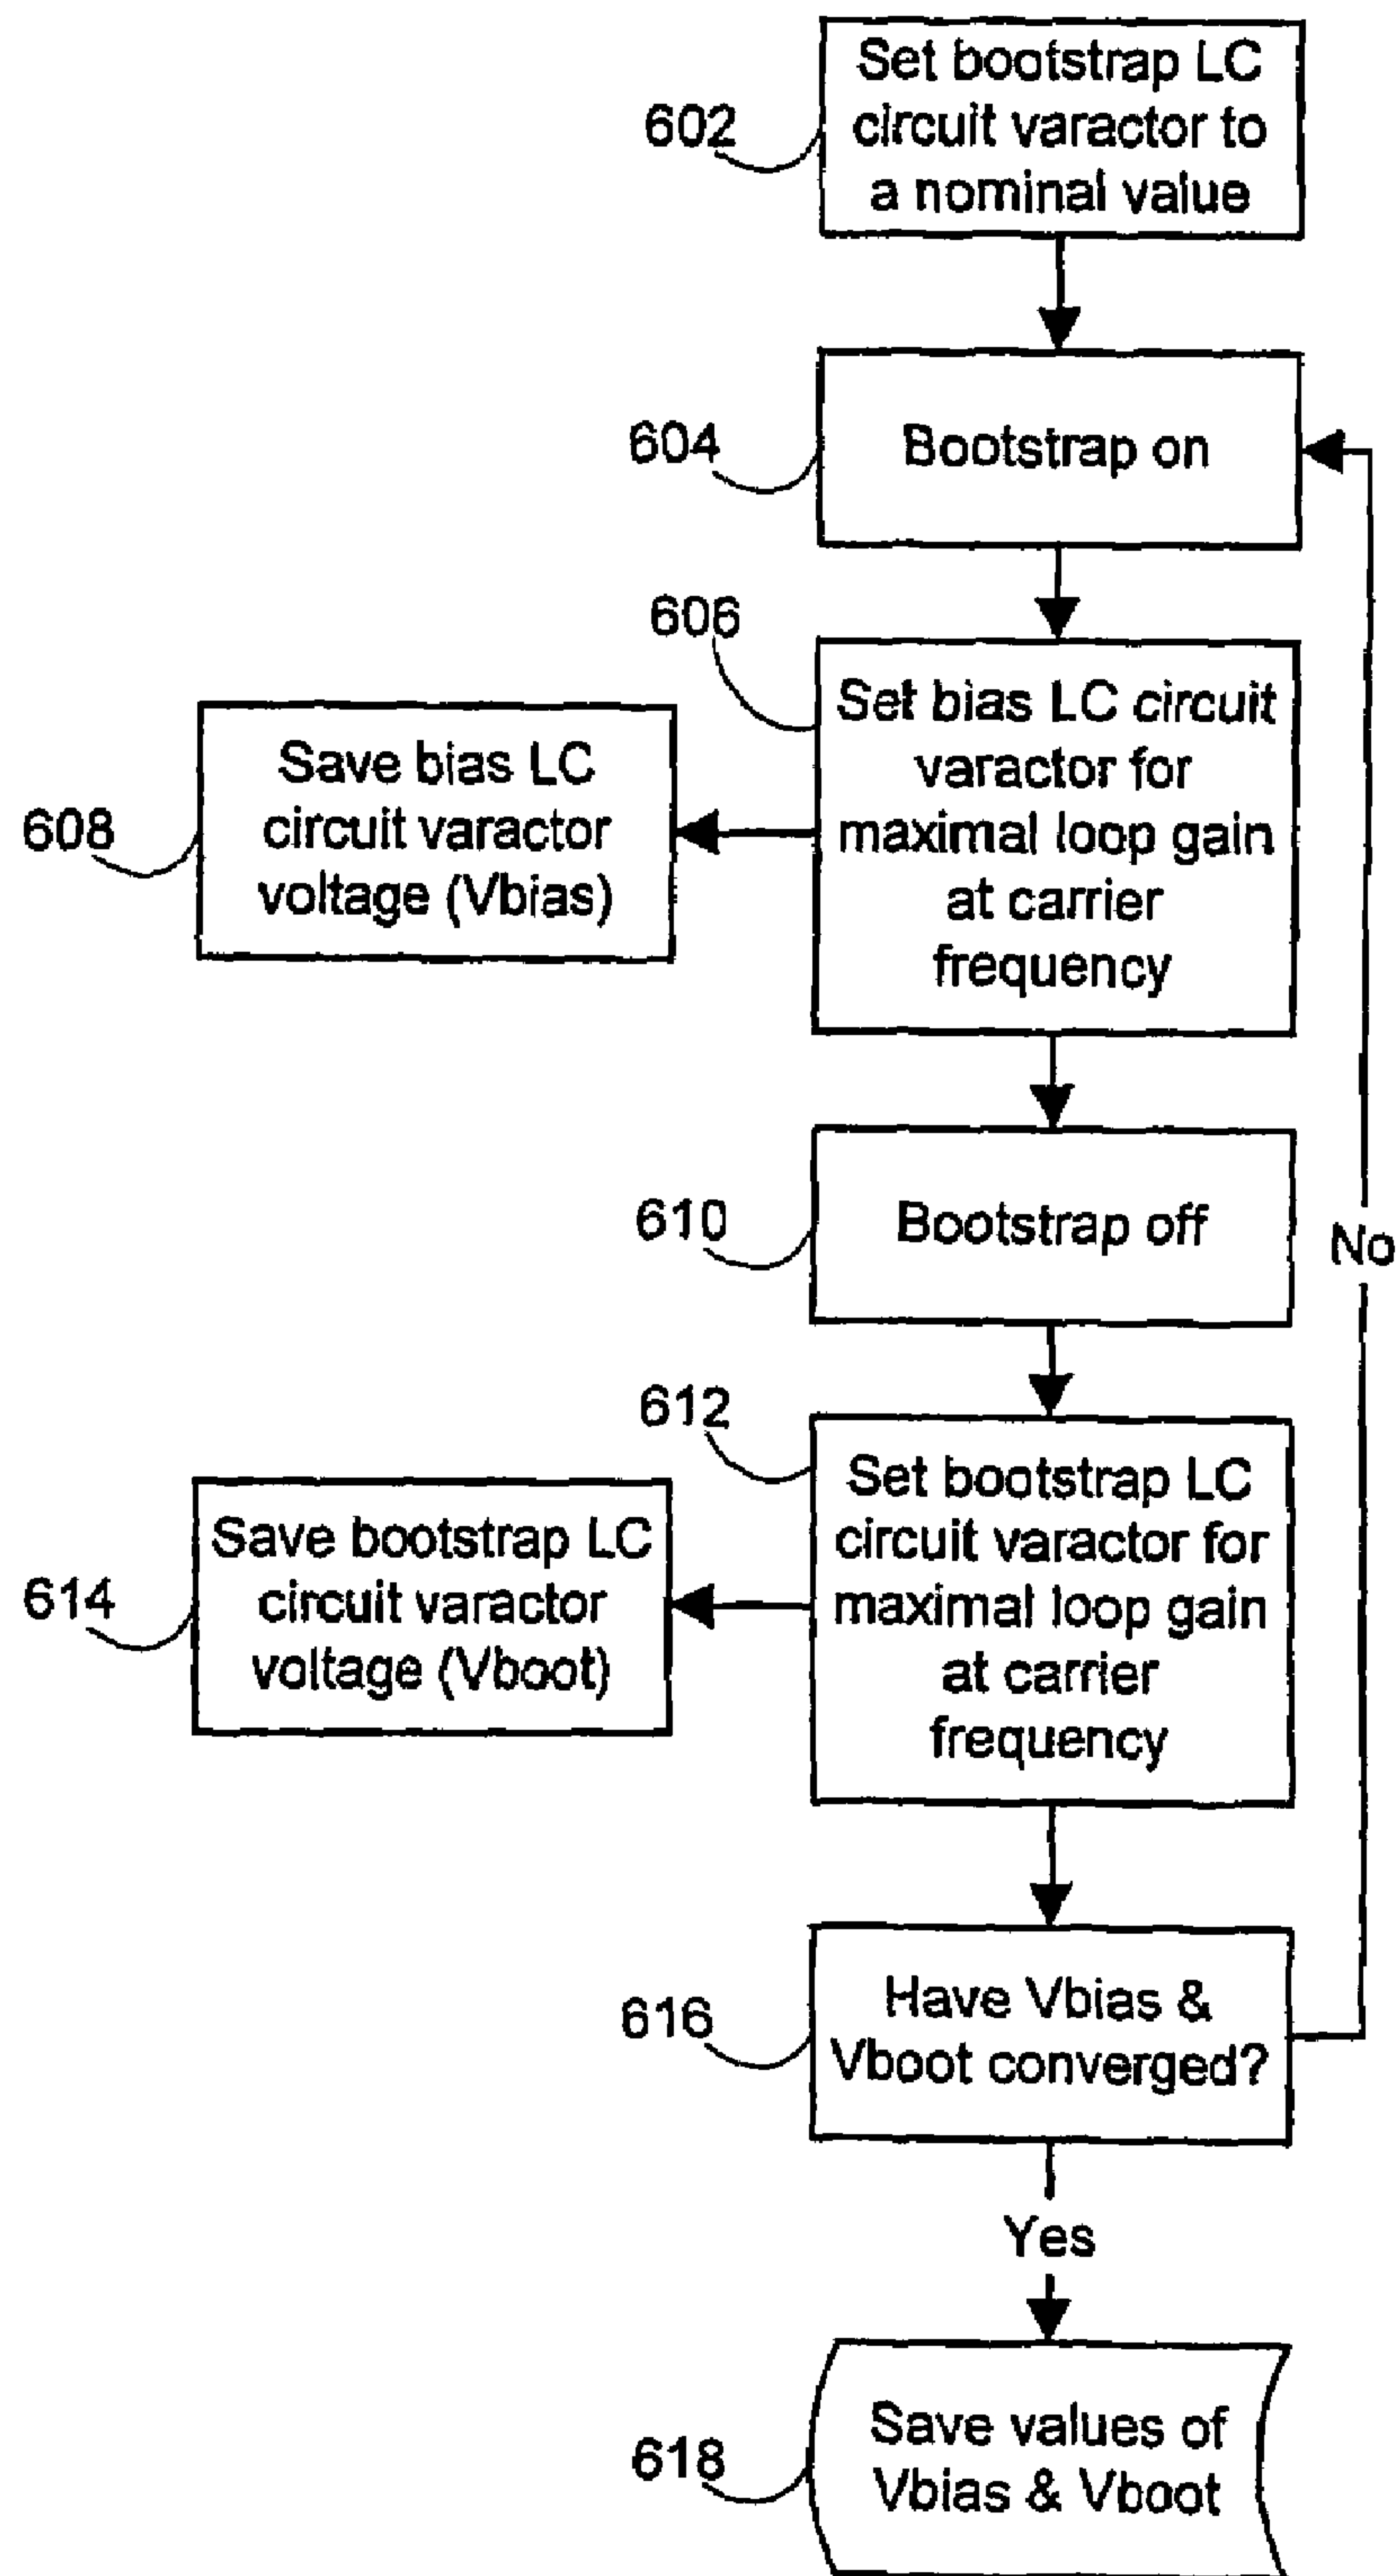 Set bootstrap LC
circuit varactor to
a nominal value
602
Bootstrap on
604
606
Set bias LC circuit
varactor for
maximal loop gain
at carrier
frequency
Save bias LC
circuit varactor
voltage (Vbias)
608
Bootstrap off
610
No
612
Set bootstrap LC
circuit varactor for
maximal loop gain
at carrier
frequency
Save bootstrap LC
circuit varactor
voltage (Vboot)
614
Have Vbias &
Vboot converged?
616
Yes
Save values of
Vbias & Vboot
618